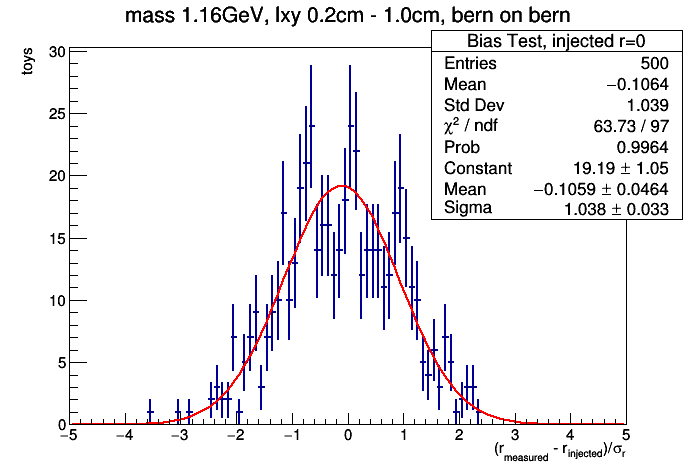 mass 1.16GeV, lxy 0.2cm - 1.0cm, bern on bern
Bias Test, injected r=0
Entries 500
Mean −0.1064
Std Dev 1.039
χ² / ndf 63.73 / 97
Prob 0.9964
Constant 19.19 ± 1.05
Mean −0.1059 ± 0.0464
Sigma 1.038 ± 0.033
toys
30
25
20
15
10
5
0
−5 −4 −3 −2 −1 0 1 2 3 4 5
(r_measured - r_injected)/σ_r